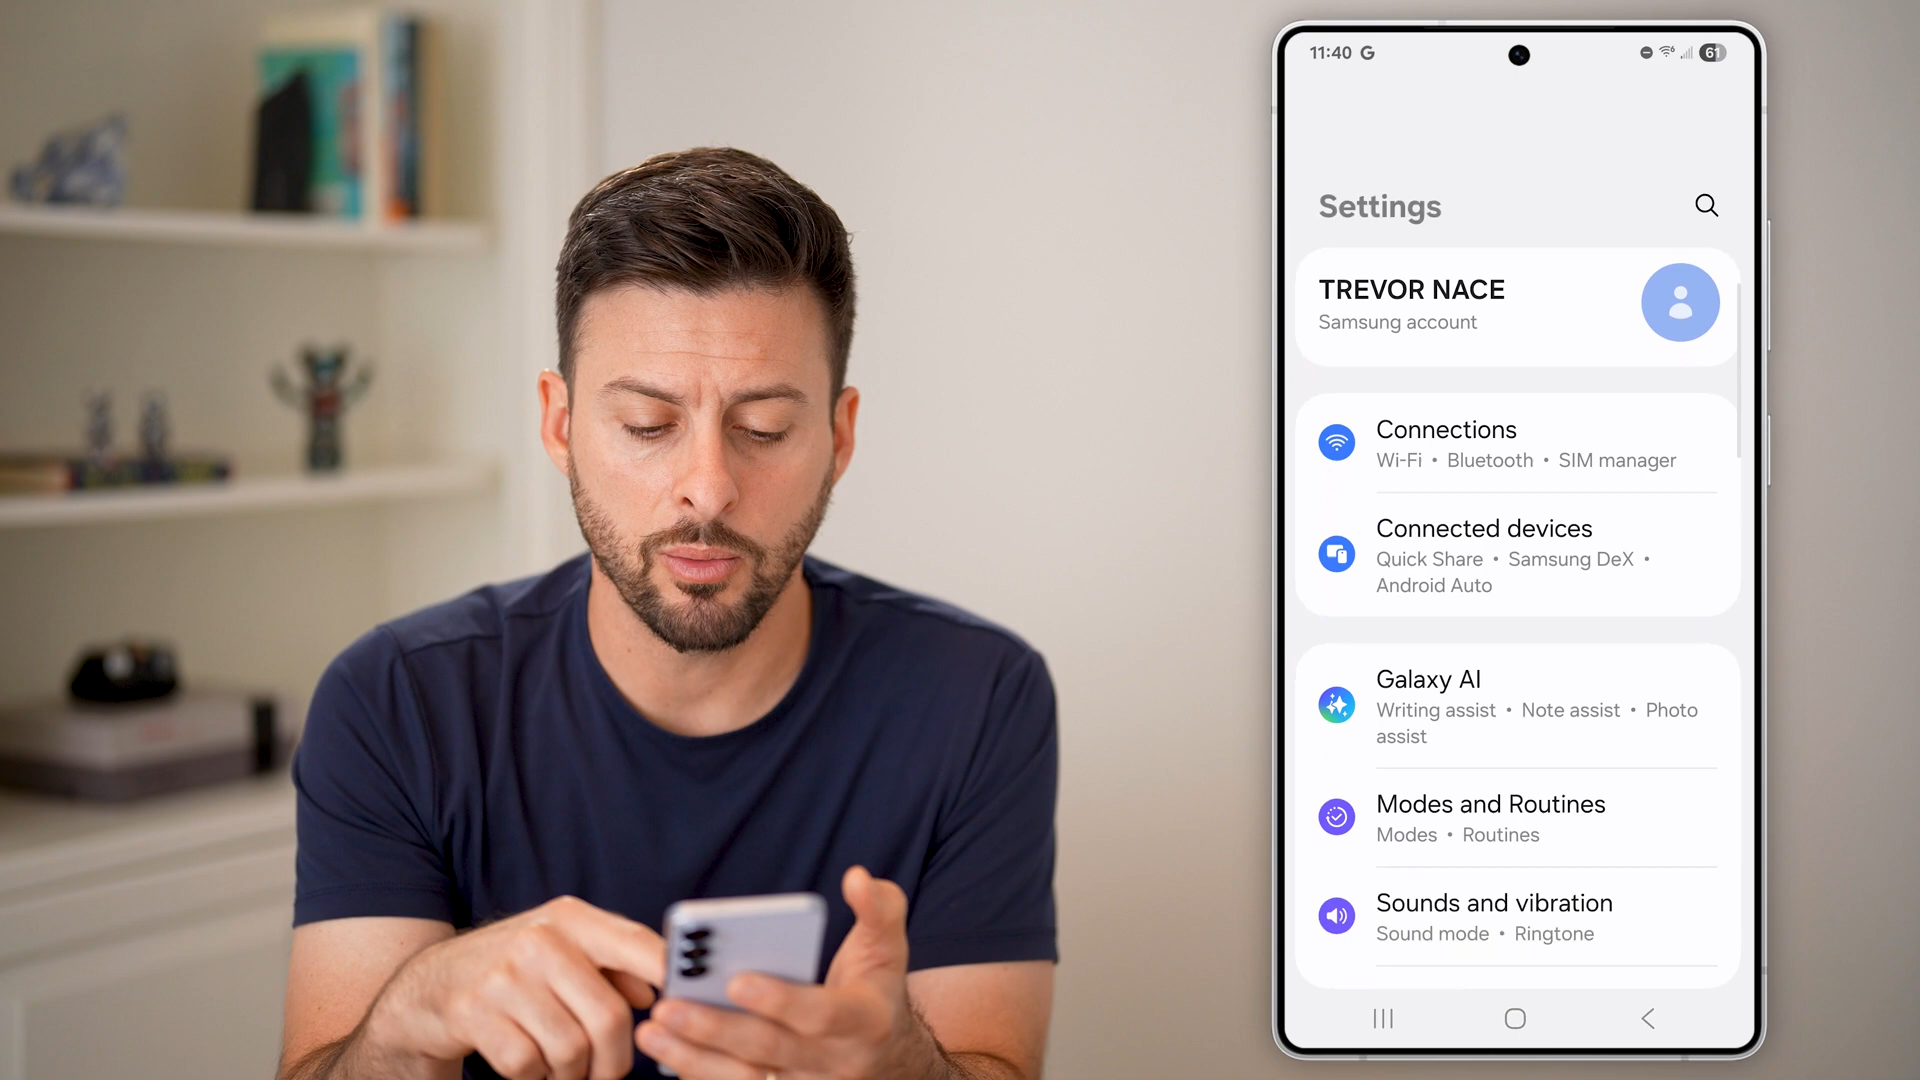 11:40 G
61
Settings
TREVOR NACE
Samsung account
Connections
Wi-Fi • Bluetooth • SIM manager
Connected devices
Quick Share • Samsung DeX •
Android Auto
Galaxy AI
Writing assist • Note assist • Photo
assist
Modes and Routines
Modes • Routines
Sounds and vibration
Sound mode • Ringtone